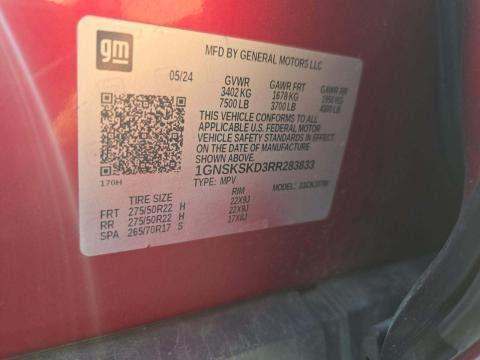 gm
MFD BY GENERAL MOTORS LLC
05/24 GVWR GAWR FRT GAWR RR
3402 KG 1678 KG
7500 LB 3700 LB
THIS VEHICLE CONFORMS TO ALL
APPLICABLE U.S. FEDERAL MOTOR
VEHICLE SAFETY STANDARDS IN
EFFECT ON THE DATE OF
MANUFACTURE SHOWN ABOVE.
1GNSKSKD3RR283833
170H TYPE: MPV MODEL:
TIRE SIZE RIM
FRT 275/50R22 H 22X9J
RR 275/50R22 H 22X9J
SPA 265/70R17 S 17X8J